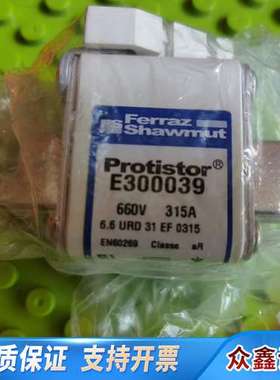 Ferraz
Shawmut
Protistor®
E300039
660V 315A
6.6 URD 31 EF 0315
EN60269 Classe aR
质保证 支持开票
众鑫